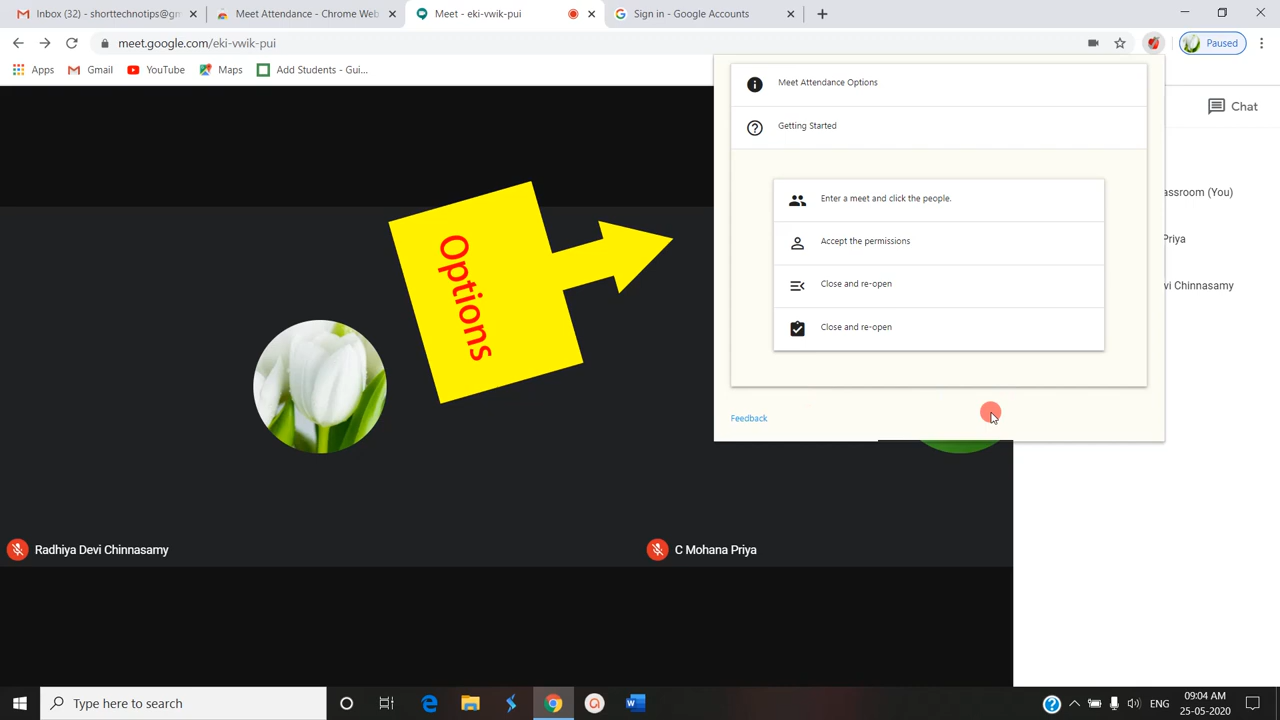 Inbox (32) - shorttechnotips@gm
Meet Attendance - Chrome Web
Meet - eki-vwik-pui
Sign in - Google Accounts
meet.google.com/eki-vwik-pui
Paused
Apps
Gmail
YouTube
Maps
Add Students - Gui...
Meet Attendance Options
Getting Started
Enter a meet and click the people.
Accept the permissions
Close and re-open
Close and re-open
Feedback
Options
Chat
assroom (You)
Priya
vi Chinnasamy
Radhiya Devi Chinnasamy
C Mohana Priya
Type here to search
ENG
09:04 AM
25-05-2020